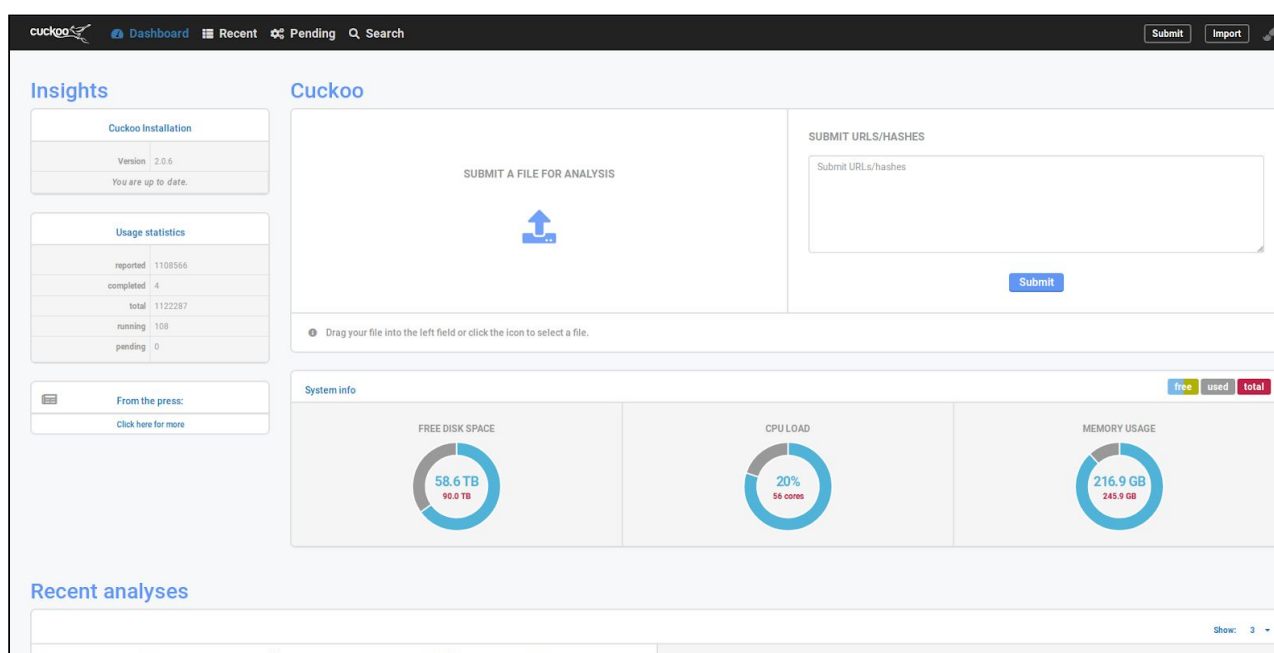 cuckoo Dashboard Recent Pending Search Submit Import
Insights
Cuckoo Installation
Version 2.0.6
You are up to date.
Usage statistics
reported 1108566
completed 4
total 1122287
running 108
pending 0
From the press:
Click here for more
Cuckoo
SUBMIT A FILE FOR ANALYSIS
SUBMIT URLS/HASHES
Submit URLs/hashes
Submit
Drag your file into the left field or click the icon to select a file.
System info
free used total
FREE DISK SPACE
58.6 TB
90.0 TB
CPU LOAD
20%
56 cores
MEMORY USAGE
216.9 GB
245.9 GB
Recent analyses
Show: 3